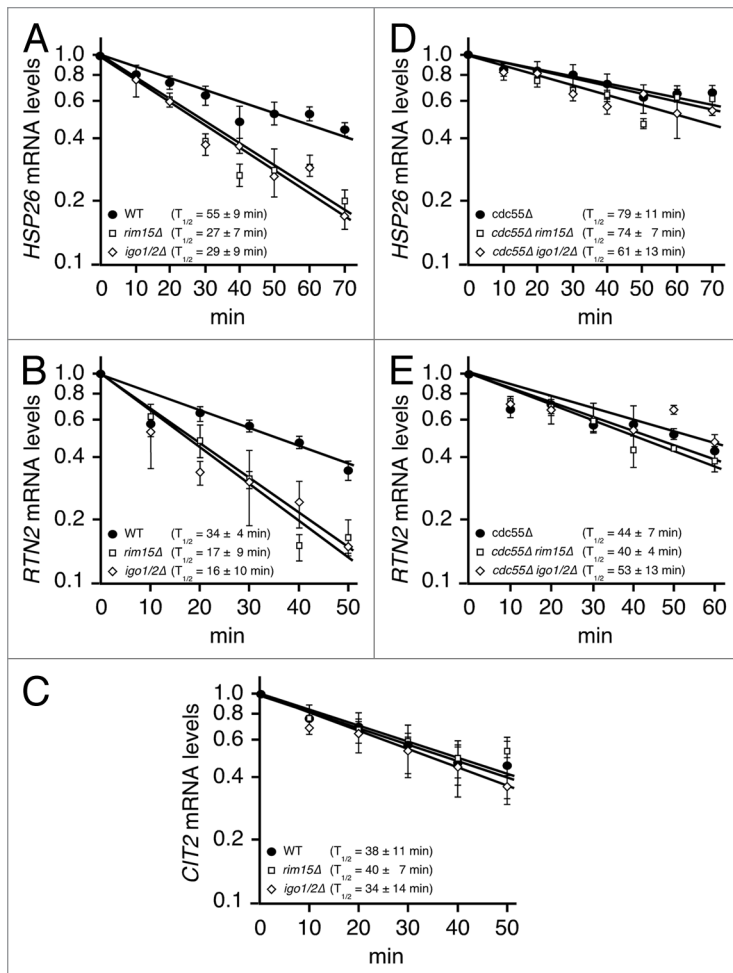 A
HSP26 mRNA levels
1.0
0.8
0.6
0.4
0.2
0.1
WT (T1/2 = 55 ± 9 min)
rim15Δ (T1/2 = 27 ± 7 min)
igo1/2Δ (T1/2 = 29 ± 9 min)
0 10 20 30 40 50 60 70
min
D
HSP26 mRNA levels
1.0
0.8
0.6
0.4
0.2
0.1
cdc55Δ (T1/2 = 79 ± 11 min)
cdc55Δ rim15Δ (T1/2 = 74 ± 7 min)
cdc55Δ igo1/2Δ (T1/2 = 61 ± 13 min)
0 10 20 30 40 50 60 70
min
B
RTN2 mRNA levels
1.0
0.8
0.6
0.4
0.2
0.1
WT (T1/2 = 34 ± 4 min)
rim15Δ (T1/2 = 17 ± 9 min)
igo1/2Δ (T1/2 = 16 ± 10 min)
0 10 20 30 40 50
min
E
RTN2 mRNA levels
1.0
0.8
0.6
0.4
0.2
0.1
cdc55Δ (T1/2 = 44 ± 7 min)
cdc55Δ rim15Δ (T1/2 = 40 ± 4 min)
cdc55Δ igo1/2Δ (T1/2 = 53 ± 13 min)
0 10 20 30 40 50 60
min
C
CIT2 mRNA levels
1.0
0.8
0.6
0.4
0.2
0.1
WT (T1/2 = 38 ± 11 min)
rim15Δ (T1/2 = 40 ± 7 min)
igo1/2Δ (T1/2 = 34 ± 14 min)
0 10 20 30 40 50
min